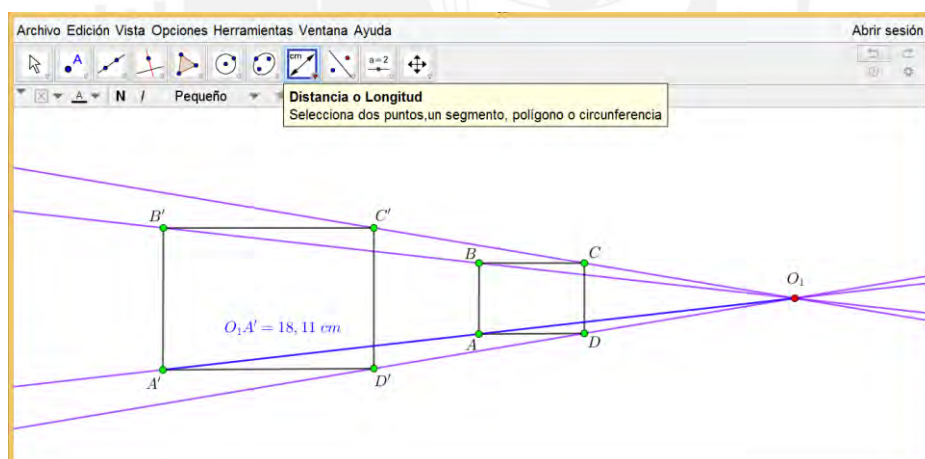 Archivo Edición Vista Opciones Herramientas Ventana Ayuda Abrir sesión
A cm a=2
A N I Pequeño
Distancia o Longitud
Selecciona dos puntos,un segmento, polígono o circunferencia
B' C'
B C
O₁
O₁A' = 18, 11 cm
A D
A' D'